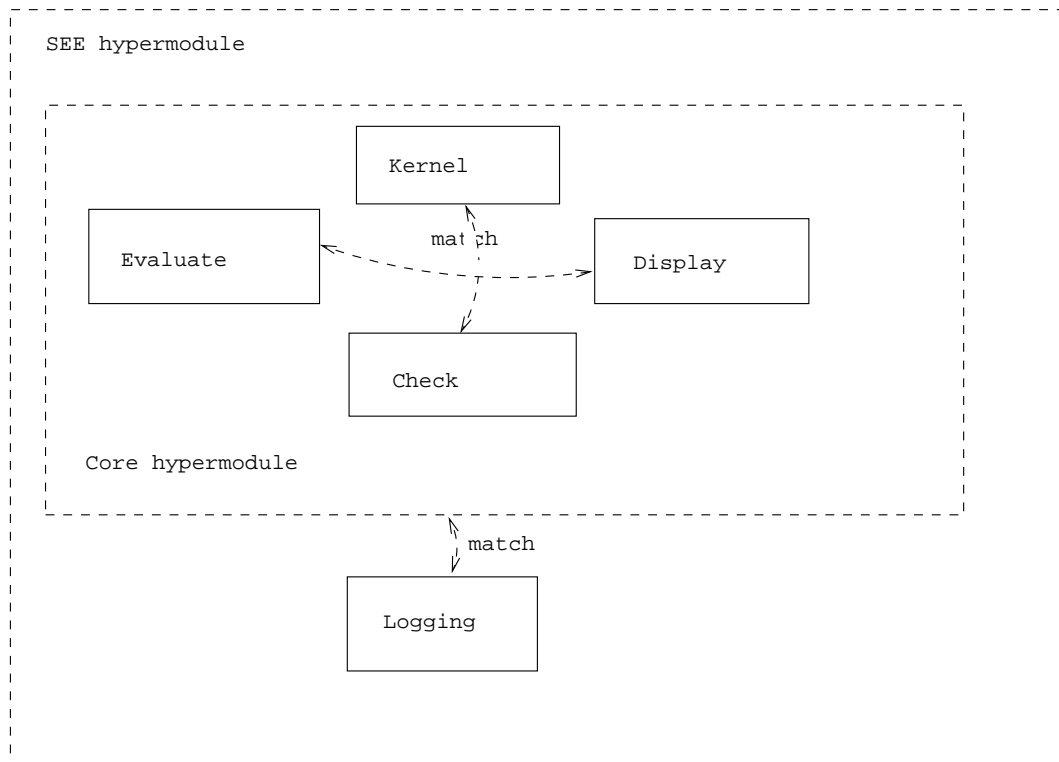 SEE hypermodule
Kernel
match
Evaluate
Display
Check
Core hypermodule
match
Logging